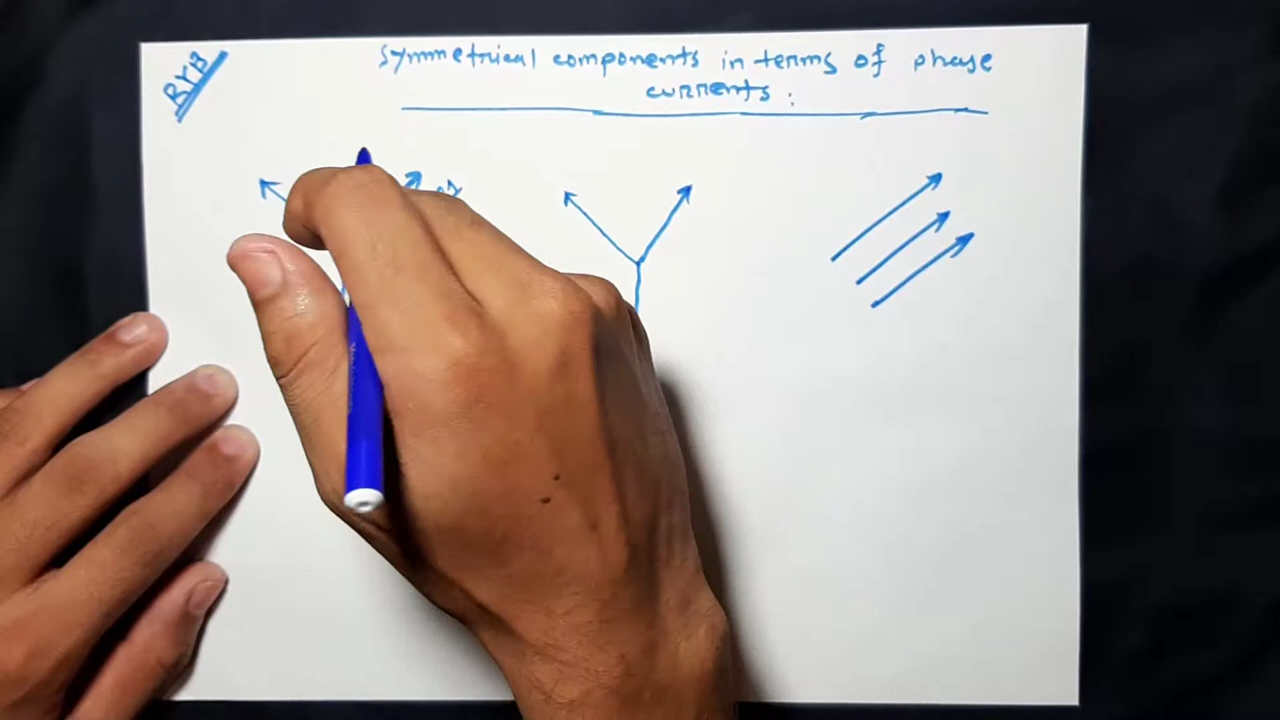 RYB
Symmetrical components in terms of phase
currents :